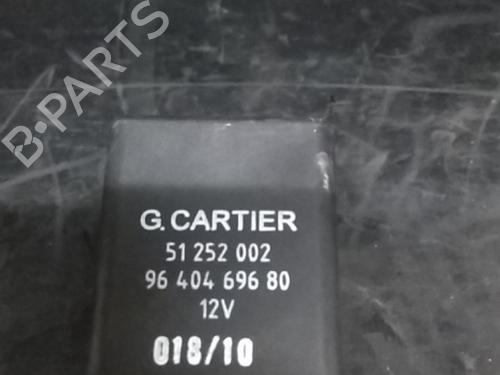 B-PARTS
G. CARTIER
51 252 002
96 404 696 80
12V
018/10